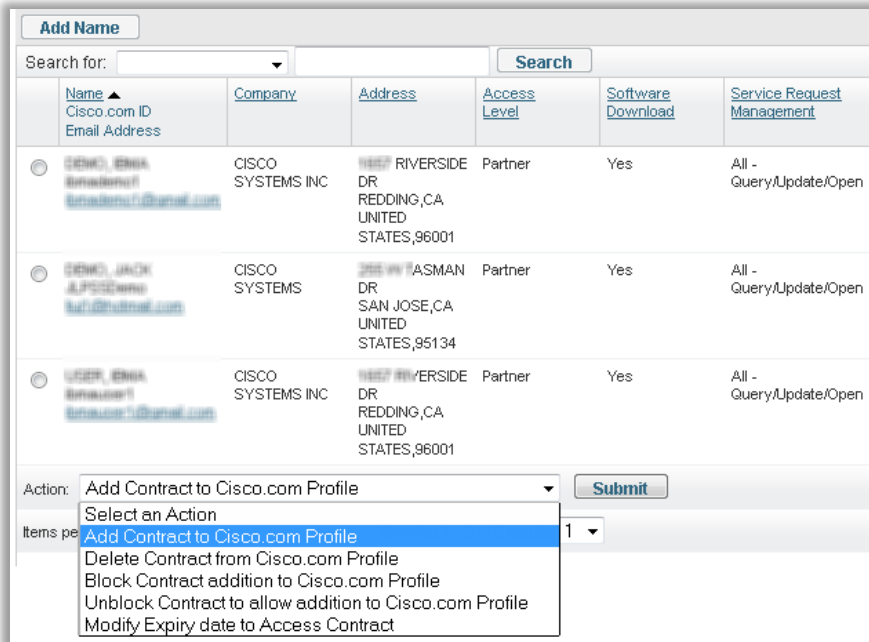 Add Name
Search for:
Search
Name
Cisco.com ID
Email Address
Company
Address
Access
Level
Software
Download
Service Request
Management
CISCO
SYSTEMS INC
RIVERSIDE
DR
REDDING,CA
UNITED
STATES,96001
Partner
Yes
All -
Query/Update/Open
CISCO
SYSTEMS
TASMAN
DR
SAN JOSE,CA
UNITED
STATES,95134
Partner
Yes
All -
Query/Update/Open
CISCO
SYSTEMS INC
DR
REDDING,CA
UNITED
STATES,96001
Partner
Yes
All -
Query/Update/Open
Action: Add Contract to Cisco.com Profile
Submit
Items
1
Select an Action
Add Contract to Cisco.com Profile
Delete Contract from Cisco.com Profile
Block Contract addition to Cisco.com Profile
Unblock Contract to allow addition to Cisco.com Profile
Modify Expiry date to Access Contract